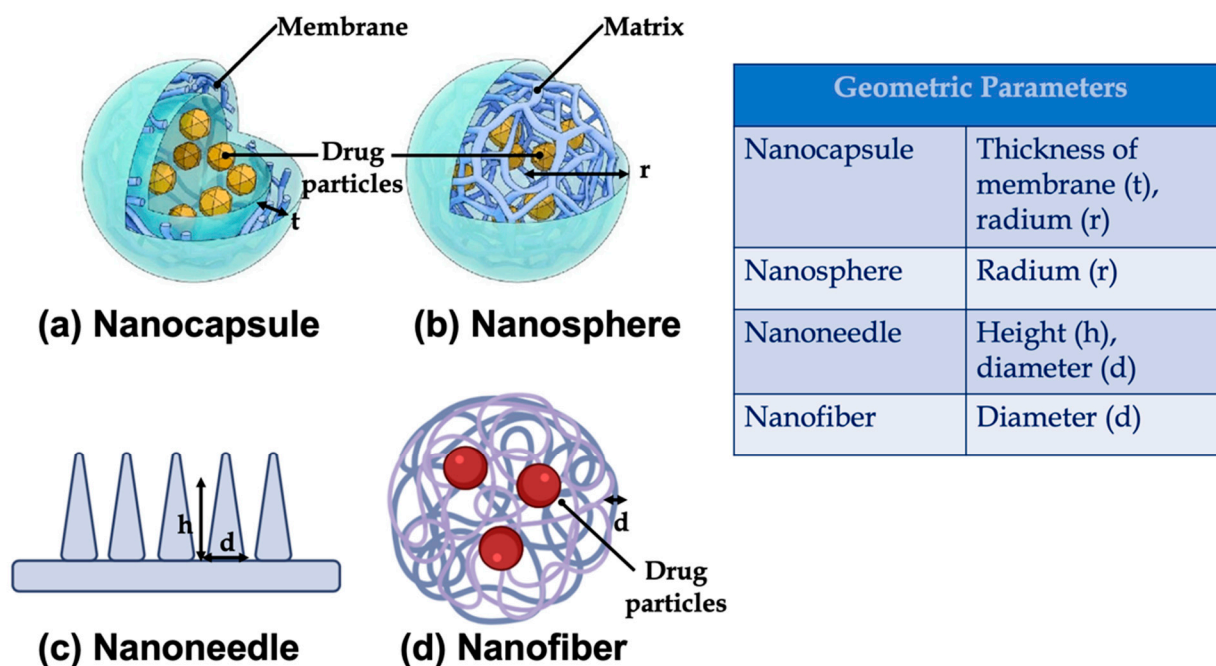 Membrane
Matrix
Drug
particles
r
t
(a) Nanocapsule
(b) Nanosphere
h
d
d
Drug
particles
(c) Nanoneedle
(d) Nanofiber
Geometric Parameters
Nanocapsule
Thickness of
membrane (t),
radium (r)
Nanosphere
Radium (r)
Nanoneedle
Height (h),
diameter (d)
Nanofiber
Diameter (d)